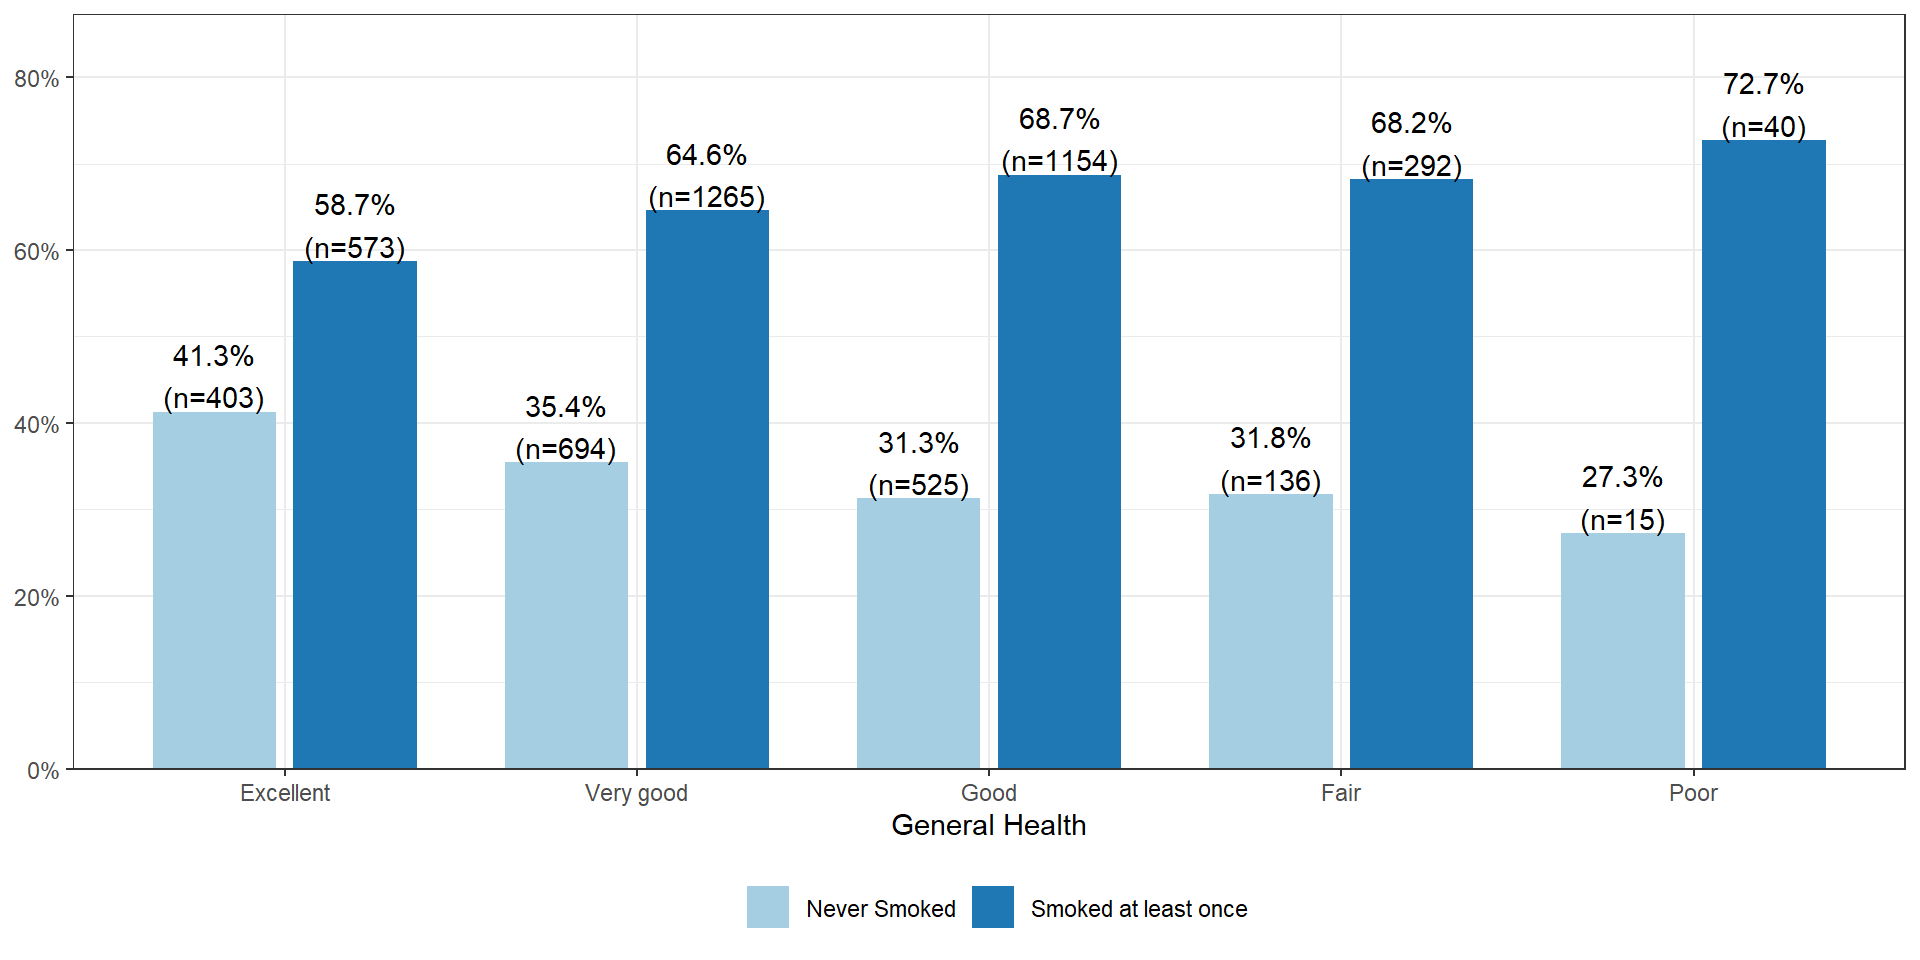 80%
60%
40%
20%
0%
41.3%
(n=403)
58.7%
(n=573)
35.4%
(n=694)
64.6%
(n=1265)
31.3%
(n=525)
68.7%
(n=1154)
31.8%
(n=136)
68.2%
(n=292)
27.3%
(n=15)
72.7%
(n=40)
Excellent
Very good
Good
Fair
Poor
General Health
Never Smoked
Smoked at least once